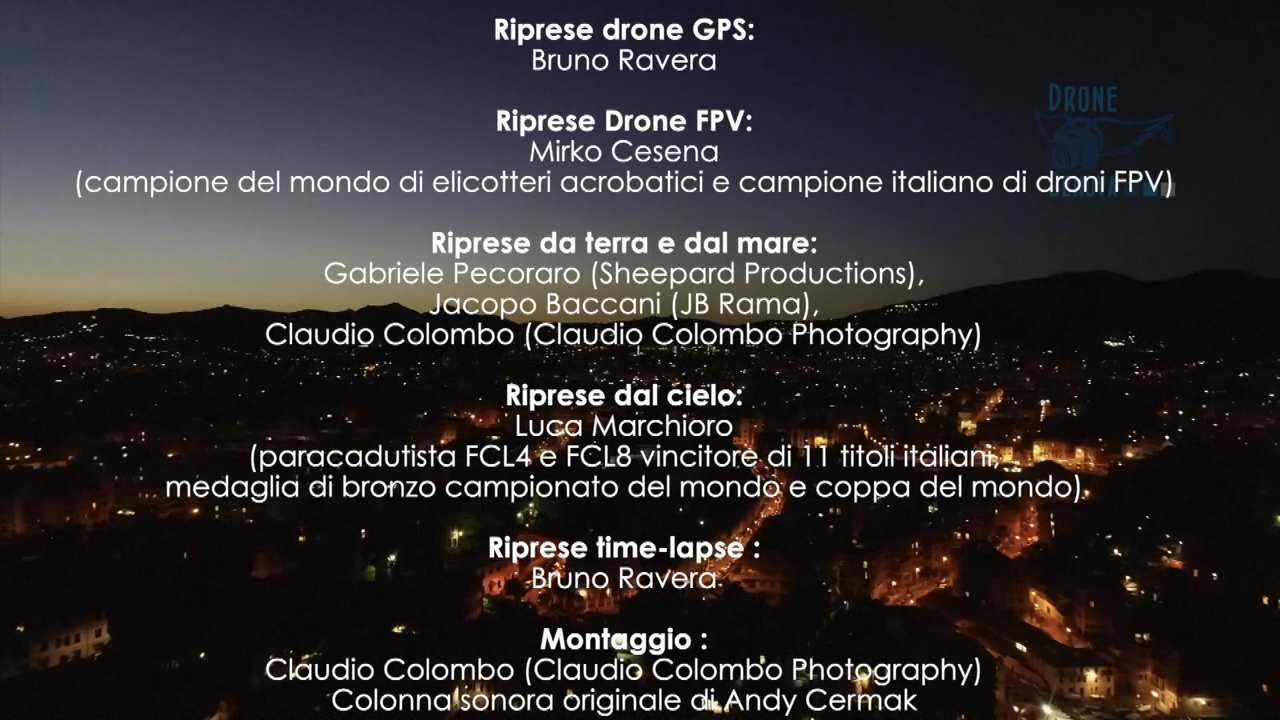 Riprese drone GPS:
Bruno Ravera
DRONE
Riprese Drone FPV:
Mirko Cesena
(campione del mondo di elicotteri acrobatici e campione italiano di droni FPV)
Riprese da terra e dal mare:
Gabriele Pecoraro (Sheepard Productions),
Jacopo Baccani (JB Rama),
Claudio Colombo (Claudio Colombo Photography)
Riprese dal cielo:
Luca Marchioro
(paracadutista FCL4 e FCL8 vincitore di 11 titoli italiani,
medaglia di bronzo campionato del mondo e coppa del mondo)
Riprese time-lapse :
Bruno Ravera
Montaggio :
Claudio Colombo (Claudio Colombo Photography)
Colonna sonora originale di Andy Cermak